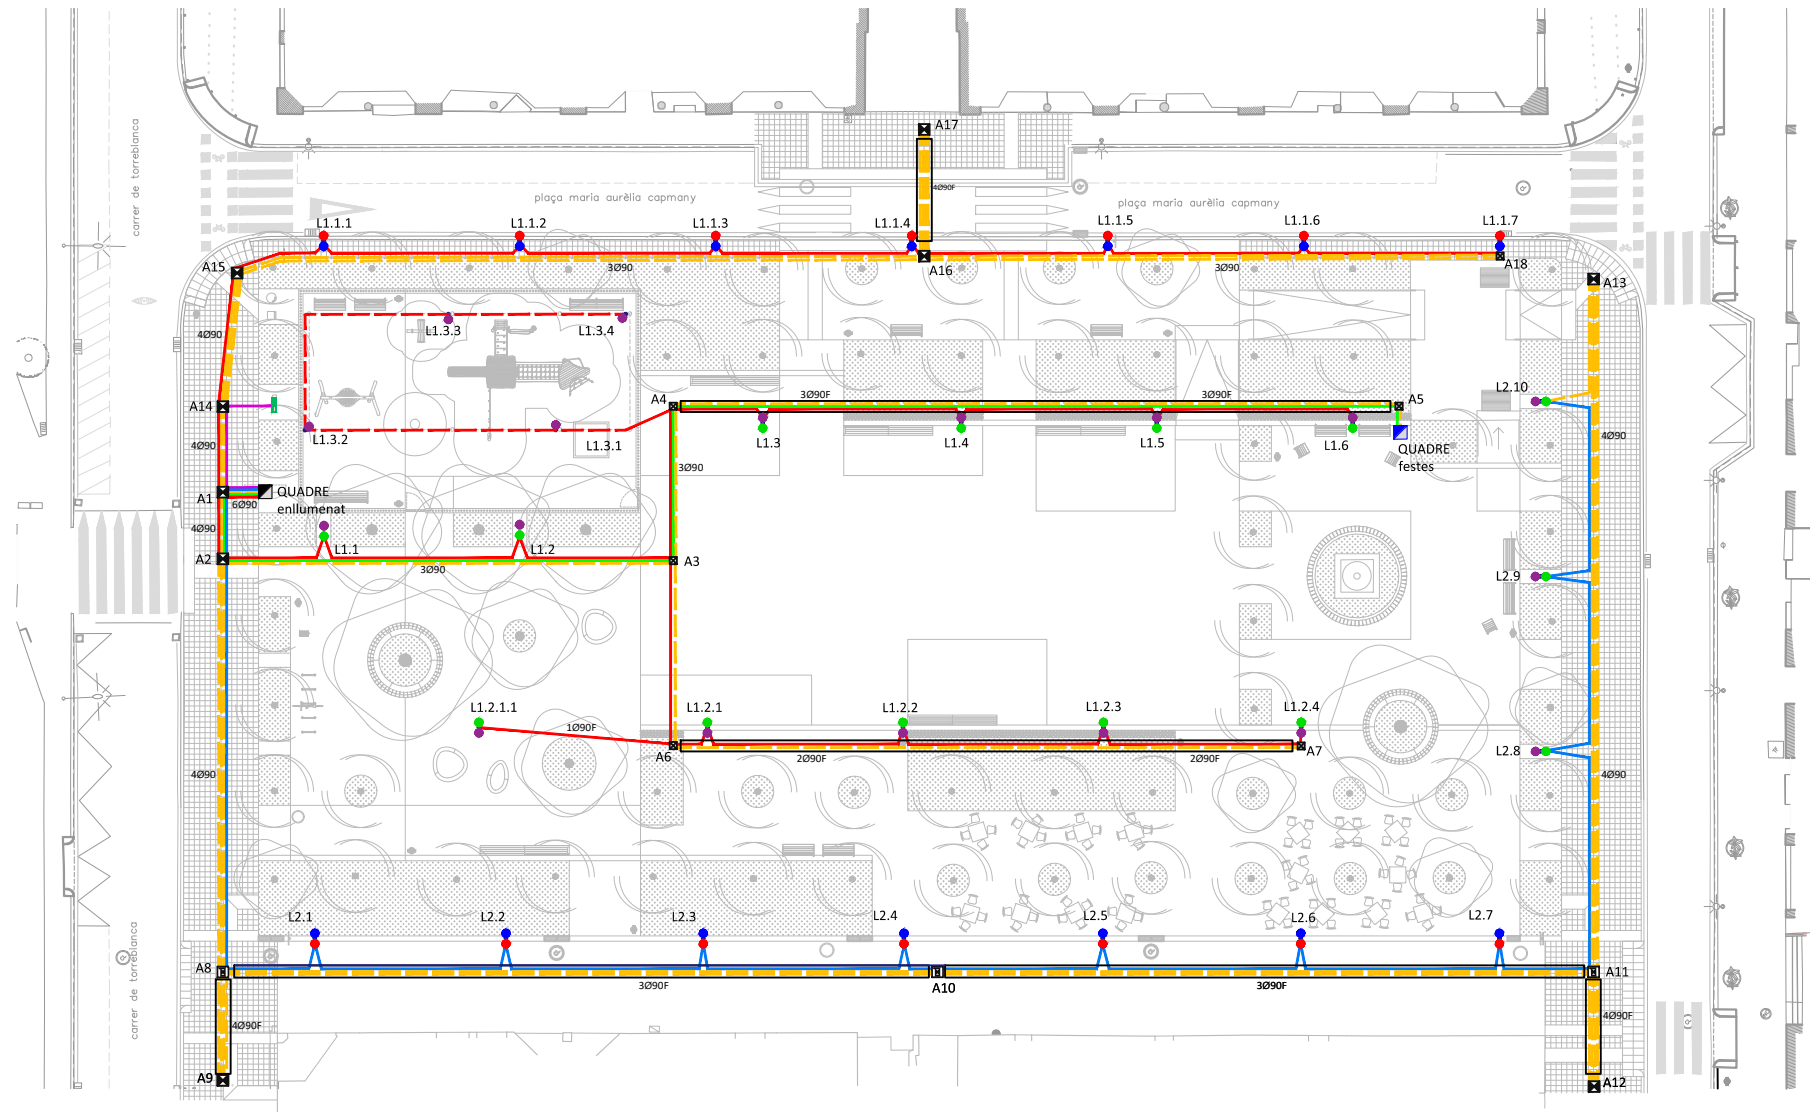 A17
carrer de torreblanca
4Ø90F
plaça maria aurèlia capmany
plaça maria aurèlia capmany
L1.1.1
L1.1.2
L1.1.3
L1.1.4
L1.1.5
L1.1.6
L1.1.7
A15
3Ø90
A16
3Ø90
A18
A13
4Ø90
L1.3.3
L1.3.4
A14
L1.3.2
L1.3.1
A4
3Ø90F
3Ø90F
A5
L2.10
L1.3
L1.4
L1.5
L1.6
QUADRE
festes
4Ø90
4Ø90
3Ø90
A1
QUADRE
enllumenat
6Ø90
4Ø90
A2
L1.1
L1.2
3Ø90
A3
L2.9
L1.2.1.1
1Ø90F
L1.2.1
L1.2.2
L1.2.3
L1.2.4
A6
2Ø90F
2Ø90F
A7
L2.8
4Ø90
4Ø90
L2.1
L2.2
L2.3
L2.4
L2.5
L2.6
L2.7
carrer de torreblanca
A8
3Ø90F
A10
3Ø90F
A11
4Ø90F
4Ø90F
A9
A12